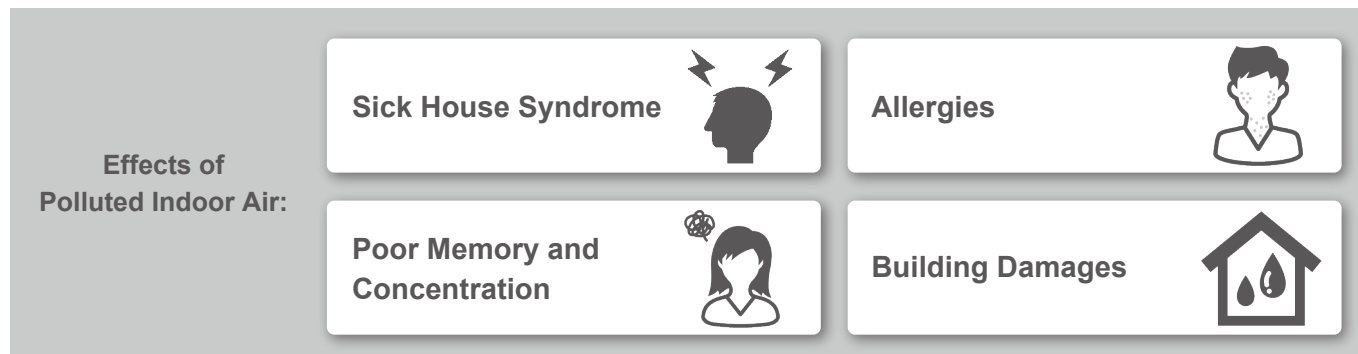 Effects of
Polluted Indoor Air:
Sick House Syndrome
Allergies
Poor Memory and
Concentration
Building Damages